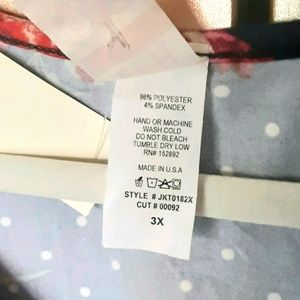 96% POLYESTER
4% SPANDEX
HAND OR MACHINE
WASH COLD
DO NOT BLEACH
TUMBLE DRY LOW
RN# 152892
MADE IN U.S.A
STYLE # JKT0182X
CUT # 00092
3X